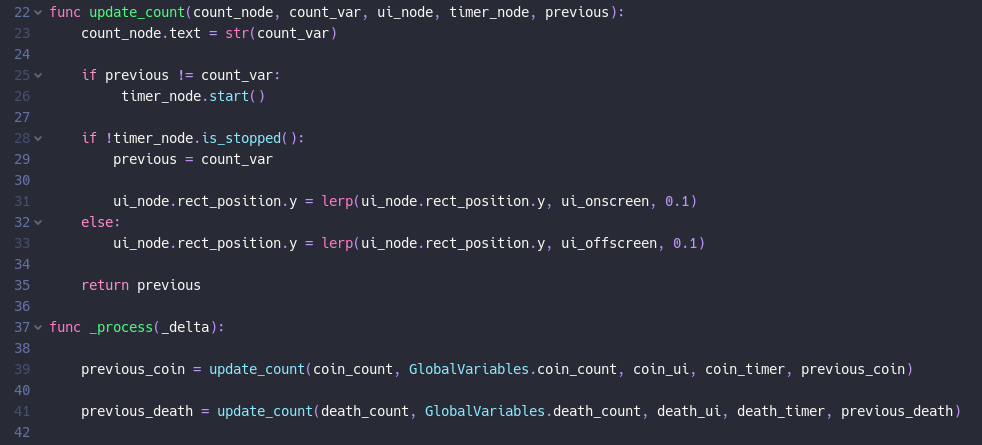 22 func update_count(count_node, count_var, ui_node, timer_node, previous):
23     count_node.text = str(count_var)
24
25     if previous != count_var:
26          timer_node.start()
27
28     if !timer_node.is_stopped():
29         previous = count_var
30
31         ui_node.rect_position.y = lerp(ui_node.rect_position.y, ui_onscreen, 0.1)
32     else:
33         ui_node.rect_position.y = lerp(ui_node.rect_position.y, ui_offscreen, 0.1)
34
35     return previous
36
37 func _process(_delta):
38
39     previous_coin = update_count(coin_count, GlobalVariables.coin_count, coin_ui, coin_timer, previous_coin)
40
41     previous_death = update_count(death_count, GlobalVariables.death_count, death_ui, death_timer, previous_death)
42